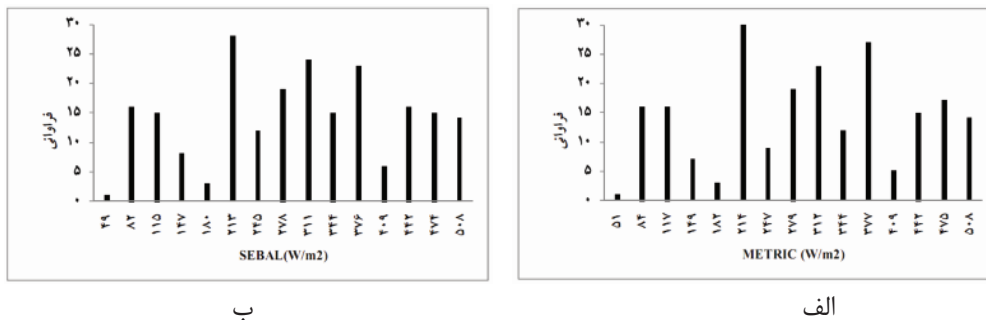 ۳۰
۲۵
۲۰
۱۵
۱۰
۵
۰
فراوانی
۴۹ ۸۲ ۱۱۵ ۱۴۷ ۱۸۰ ۲۱۳ ۲۴۵ ۲۷۸ ۳۱۱ ۳۴۴ ۳۷۶ ۴۰۹ ۴۴۲ ۴۷۴ ۵۰۸
SEBAL(W/m2)
ب
۳۰
۲۵
۲۰
۱۵
۱۰
۵
۰
فراوانی
۵۱ ۸۴ ۱۱۷ ۱۴۹ ۱۸۲ ۲۱۴ ۲۴۷ ۲۷۹ ۳۱۲ ۳۴۴ ۳۷۷ ۴۰۹ ۴۴۲ ۴۷۵ ۵۰۸
METRIC (W/m2)
الف